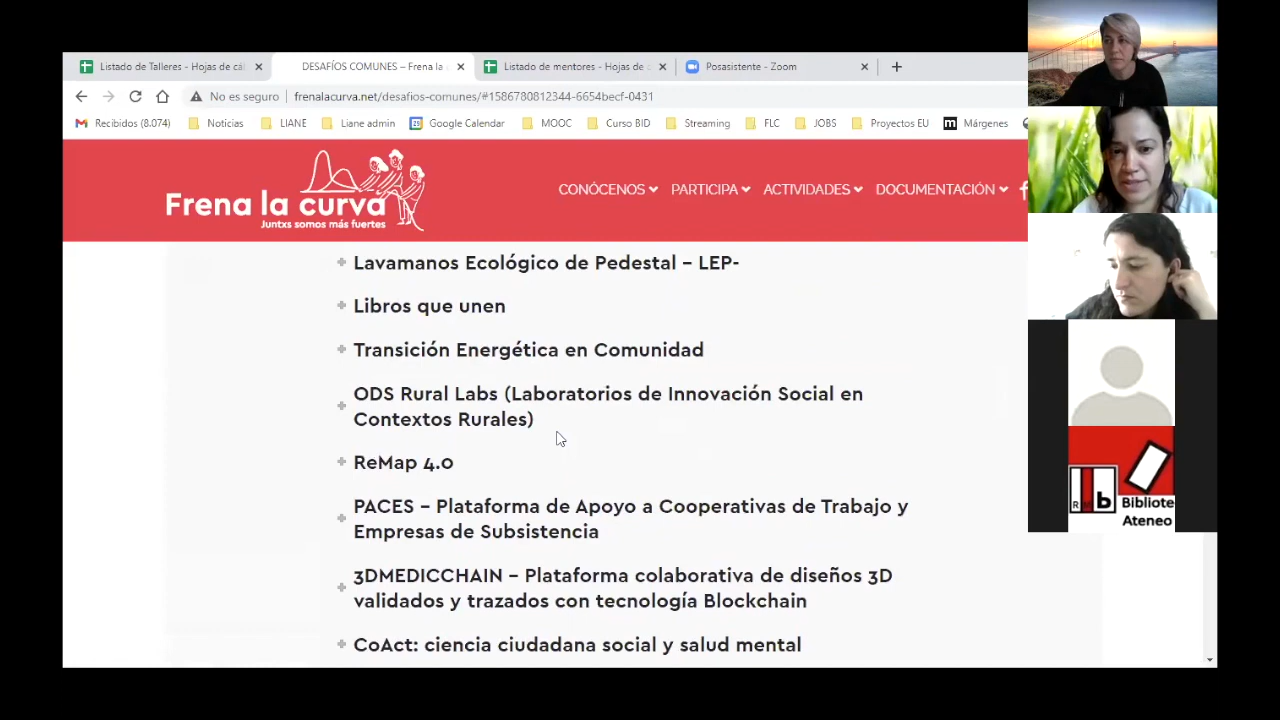 Listado de Talleres - Hojas de cál
DESAFÍOS COMUNES – Frena la
Listado de mentores - Hojas de c
Posasistente - Zoom
No es seguro
frenalacurva.net/desafios-comunes/#1586780812344-6654becf-0431
Recibidos (8.074)
Noticias
LIANE
Liane admin
Google Calendar
MOOC
Curso BID
Streaming
FLC
JOBS
Proyectos EU
Márgenes
Frena la curva
Juntxs somos más fuertes
CONÓCENOS
PARTICIPA
ACTIVIDADES
DOCUMENTACIÓN
Lavamanos Ecológico de Pedestal – LEP-
Libros que unen
Transición Energética en Comunidad
ODS Rural Labs (Laboratorios de Innovación Social en
Contextos Rurales)
ReMap 4.0
PACES – Plataforma de Apoyo a Cooperativas de Trabajo y
Empresas de Subsistencia
3DMEDICCHAIN – Plataforma colaborativa de diseños 3D
validados y trazados con tecnología Blockchain
CoAct: ciencia ciudadana social y salud mental
Bibliote
Ateneo